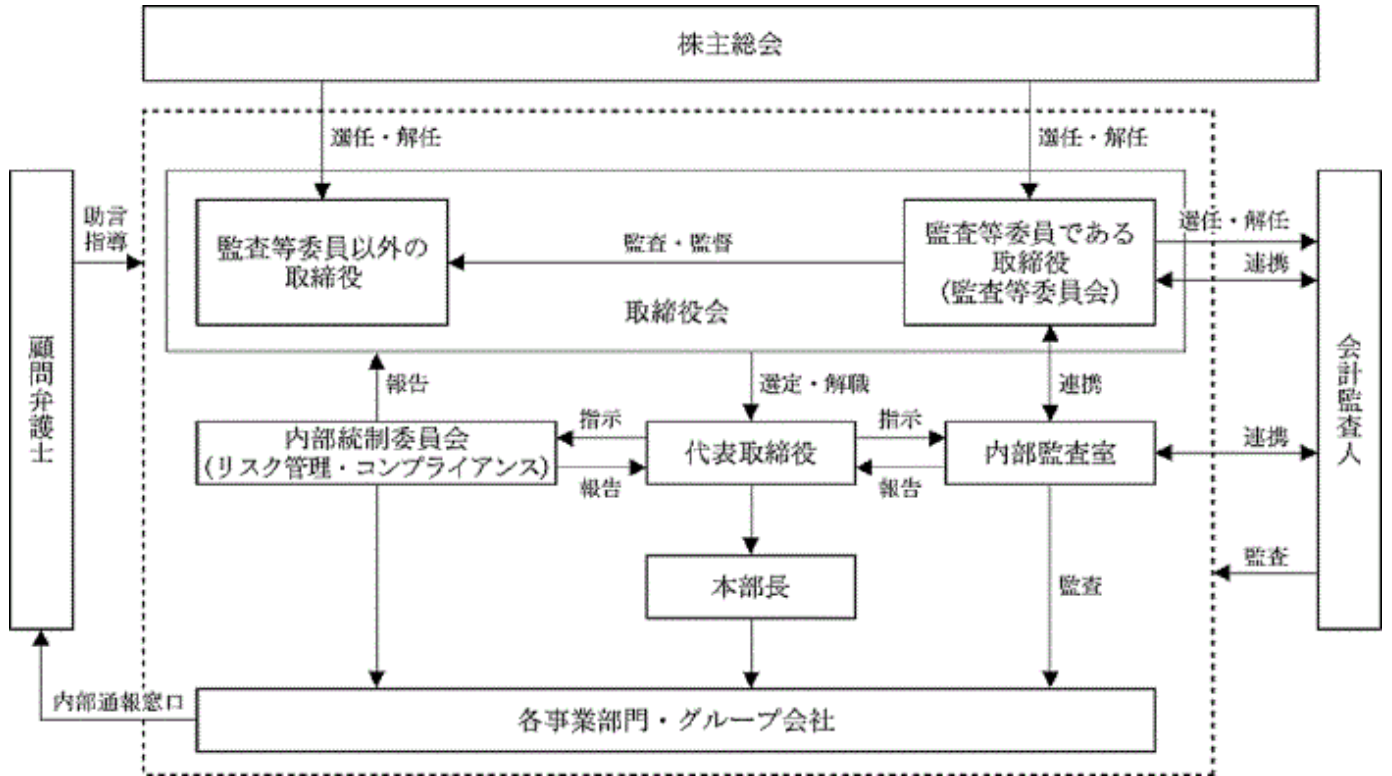 株主総会
選任・解任
選任・解任
顧問弁護士
助言
指導
監査等委員以外の
取締役
監査・監督
監査等委員である
取締役
(監査等委員会)
取締役会
選任・解任
連携
会計監査人
報告
選定・解職
連携
内部統制委員会
(リスク管理・コンプライアンス)
指示
報告
代表取締役
指示
報告
内部監査室
連携
本部長
監査
監査
内部通報窓口
各事業部門・グループ会社